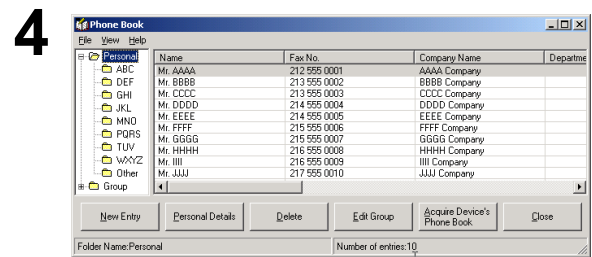 4
Phone Book
File View Help
Personal
ABC
DEF
GHI
JKL
MNO
PQRS
TUV
WXYZ
Other
Group
Name Fax No. Company Name Departme
Mr. AAAA 212 555 0001 AAAA Company
Mr. BBBB 213 555 0002 BBBB Company
Mr. CCCC 213 555 0003 CCCC Company
Mr. DDDD 214 555 0004 DDDD Company
Mr. EEEE 214 555 0005 EEEE Company
Mr. FFFF 215 555 0006 FFFF Company
Mr. GGGG 215 555 0007 GGGG Company
Mr. HHHH 216 555 0008 HHHH Company
Mr. IIII 216 555 0009 IIII Company
Mr. JJJJ 217 555 0010 JJJJ Company
New Entry Personal Details Delete Edit Group Acquire Device's Phone Book Close
Folder Name:Personal Number of entries:10